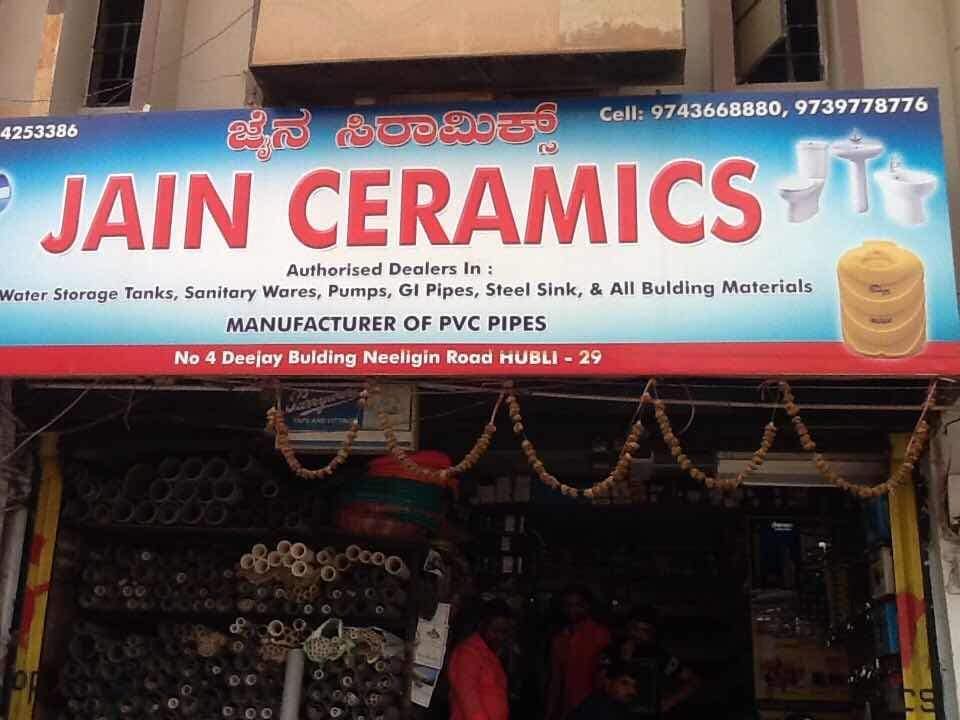 4253386
ಜೈನ ಸಿರಾಮಿಕ್ಸ್
Cell: 9743668880, 9739778776
JAIN CERAMICS
Authorised Dealers In :
Water Storage Tanks, Sanitary Wares, Pumps, GI Pipes, Steel Sink, & All Bulding Materials
MANUFACTURER OF PVC PIPES
No 4 Deejay Bulding Neeligin Road HUBLI - 29